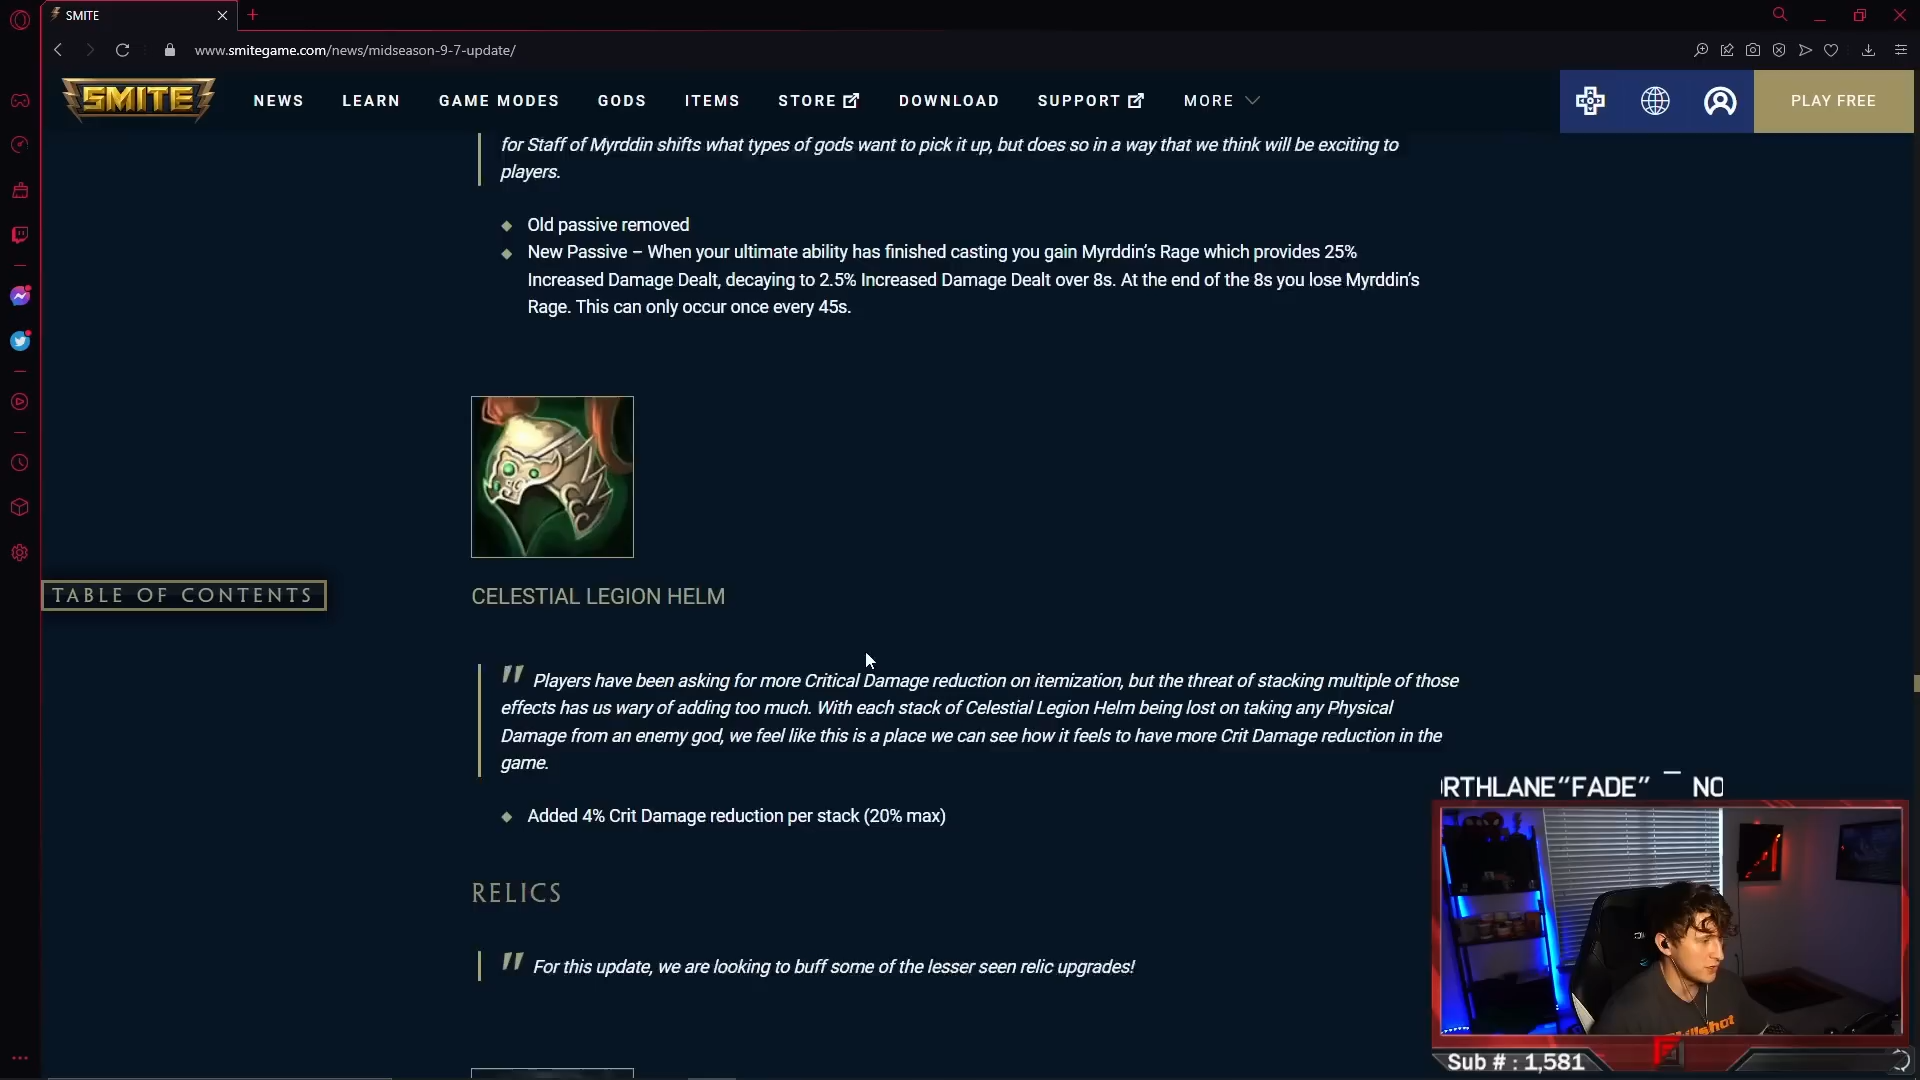 SMITE
www.smitegame.com/news/midseason-9-7-update/
SMITE
NEWS LEARN GAME MODES GODS ITEMS STORE DOWNLOAD SUPPORT MORE PLAY FREE
for Staff of Myrddin shifts what types of gods want to pick it up, but does so in a way that we think will be exciting to
players.
Old passive removed
New Passive – When your ultimate ability has finished casting you gain Myrddin's Rage which provides 25%
Increased Damage Dealt, decaying to 2.5% Increased Damage Dealt over 8s. At the end of the 8s you lose Myrddin's
Rage. This can only occur once every 45s.
TABLE OF CONTENTS
CELESTIAL LEGION HELM
" Players have been asking for more Critical Damage reduction on itemization, but the threat of stacking multiple of those
effects has us wary of adding too much. With each stack of Celestial Legion Helm being lost on taking any Physical
Damage from an enemy god, we feel like this is a place we can see how it feels to have more Crit Damage reduction in the
game.
Added 4% Crit Damage reduction per stack (20% max)
RELICS
" For this update, we are looking to buff some of the lesser seen relic upgrades!
RTHLANE"FADE" – NO
Sub # : 1,581